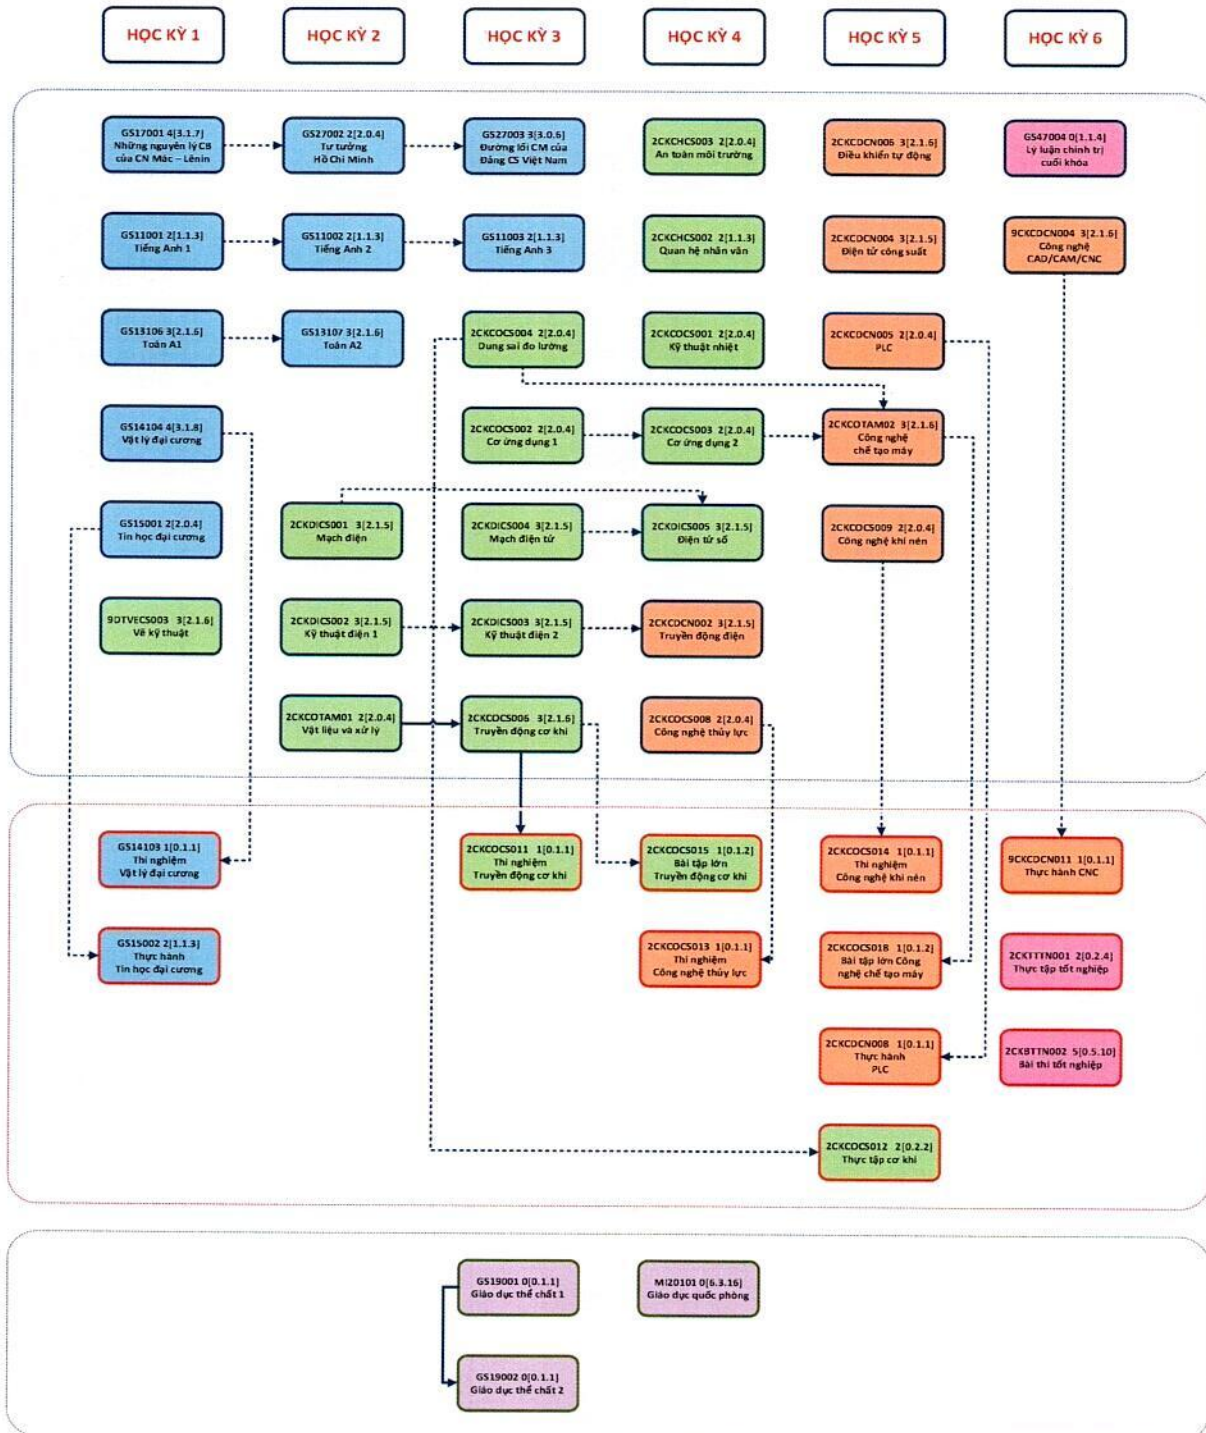 HỌC KỲ 1
HỌC KỲ 2
HỌC KỲ 3
HỌC KỲ 4
HỌC KỲ 5
HỌC KỲ 6
GS17001 4[3.1.7]
Những nguyên lý CB
của CN Mác – Lênin
GS27002 2[2.0.4]
Tư tưởng
Hồ Chí Minh
GS27003 3[3.0.6]
Đường lối CM của
Đảng CS Việt Nam
2CKCHCS003 2[2.0.4]
An toàn môi trường
2CKCDCN006 3[2.1.6]
Điều khiển tự động
GS47004 0[1.1.4]
Lý luận chính trị
cuối khóa
GS11001 2[1.1.3]
Tiếng Anh 1
GS11002 2[1.1.3]
Tiếng Anh 2
GS11003 2[1.1.3]
Tiếng Anh 3
2CKCHCS002 2[1.1.3]
Quan hệ nhân văn
2CKCDCN004 3[2.1.5]
Điện tử công suất
9CKCDCN004 3[2.1.6]
Công nghệ
CAD/CAM/CNC
GS13106 3[2.1.6]
Toán A1
GS13107 3[2.1.6]
Toán A2
2CKCOCS004 2[2.0.4]
Dung sai đo lường
2CKCOCS001 2[2.0.4]
Kỹ thuật nhiệt
2CKCDCN005 2[2.0.4]
PLC
GS14104 4[3.1.8]
Vật lý đại cương
2CKCOCS002 2[2.0.4]
Cơ ứng dụng 1
2CKCOCS003 2[2.0.4]
Cơ ứng dụng 2
2CKCOTAM02 3[2.1.6]
Công nghệ
chế tạo máy
GS15001 2[2.0.4]
Tin học đại cương
2CKDICS001 3[2.1.5]
Mạch điện
2CKDICS004 3[2.1.5]
Mạch điện tử
2CKDICS005 3[2.1.5]
Điện tử số
2CKCOCS009 2[2.0.4]
Công nghệ khí nén
9DTVECS003 3[2.1.6]
Vẽ kỹ thuật
2CKDICS002 3[2.1.5]
Kỹ thuật điện 1
2CKDICS003 3[2.1.5]
Kỹ thuật điện 2
2CKCDCN002 3[2.1.5]
Truyền động điện
2CKCOTAM01 2[2.0.4]
Vật liệu và xử lý
2CKCOCS006 3[2.1.6]
Truyền động cơ khí
2CKCOCS008 2[2.0.4]
Công nghệ thủy lực
GS14103 1[0.1.1]
Thí nghiệm
Vật lý đại cương
2CKCOCS011 1[0.1.1]
Thí nghiệm
Truyền động cơ khí
2CKCOCS015 1[0.1.2]
Bài tập lớn
Truyền động cơ khí
2CKCOCS014 1[0.1.1]
Thí nghiệm
Công nghệ khí nén
9CKCDCN011 1[0.1.1]
Thực hành CNC
GS15002 2[1.1.3]
Thực hành
Tin học đại cương
2CKCOCS013 1[0.1.1]
Thí nghiệm
Công nghệ thủy lực
2CKCOCS018 1[0.1.2]
Bài tập lớn Công
nghệ chế tạo máy
2CKTTTN001 2[0.2.4]
Thực tập tốt nghiệp
2CKCDCN008 1[0.1.1]
Thực hành
PLC
2CKBTTN002 5[0.5.10]
Bài thi tốt nghiệp
2CKCOCS012 2[0.2.2]
Thực tập cơ khí
GS19001 0[0.1.1]
Giáo dục thể chất 1
MI20101 0[6.3.16]
Giáo dục quốc phòng
GS19002 0[0.1.1]
Giáo dục thể chất 2